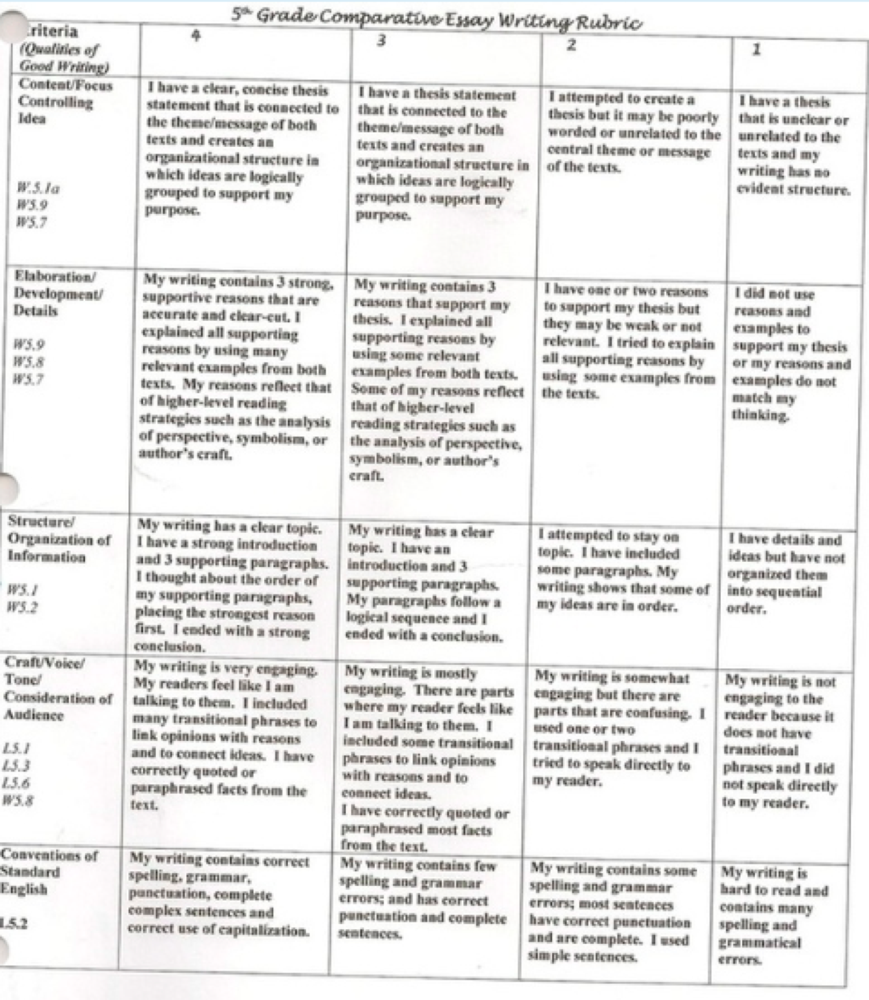 5th Grade Comparative Essay Writing Rubric
riteria
(Qualities of
Good Writing)
4
3
2
1
Content/Focus
Controlling
Idea
W.5.1a
W5.9
W5.7
I have a clear, concise thesis
statement that is connected to
the theme/message of both
texts and creates an
organizational structure in
which ideas are logically
grouped to support my
purpose.
I have a thesis statement
that is connected to the
theme/message of both
texts and creates an
organizational structure in
which ideas are logically
grouped to support my
purpose.
I attempted to create a
thesis but it may be poorly
worded or unrelated to the
central theme or message
of the texts.
I have a thesis
that is unclear or
unrelated to the
texts and my
writing has no
evident structure.
Elaboration/
Development/
Details
W5.9
W5.8
W5.7
My writing contains 3 strong,
supportive reasons that are
accurate and clear-cut. I
explained all supporting
reasons by using many
relevant examples from both
texts. My reasons reflect that
of higher-level reading
strategies such as the analysis
of perspective, symbolism, or
author's craft.
My writing contains 3
reasons that support my
thesis. I explained all
supporting reasons by
using some relevant
examples from both texts.
Some of my reasons reflect
that of higher-level
reading strategies such as
the analysis of perspective,
symbolism, or author's
craft.
I have one or two reasons
to support my thesis but
they may be weak or not
relevant. I tried to explain
all supporting reasons by
using some examples from
the texts.
I did not use
reasons and
examples to
support my thesis
or my reasons and
examples do not
match my
thinking.
Structure/
Organization of
Information
W5.1
W5.2
My writing has a clear topic.
I have a strong introduction
and 3 supporting paragraphs.
I thought about the order of
my supporting paragraphs,
placing the strongest reason
first. I ended with a strong
conclusion.
My writing has a clear
topic. I have an
introduction and 3
supporting paragraphs.
My paragraphs follow a
logical sequence and I
ended with a conclusion.
I attempted to stay on
topic. I have included
some paragraphs. My
writing shows that some of
my ideas are in order.
I have details and
ideas but have not
organized them
into sequential
order.
Craft/Voice/
Tone/
Consideration of
Audience
L5.1
L5.3
L5.6
W5.8
My writing is very engaging.
My readers feel like I am
talking to them. I included
many transitional phrases to
link opinions with reasons
and to connect ideas. I have
correctly quoted or
paraphrased facts from the
text.
My writing is mostly
engaging. There are parts
where my reader feels like
I am talking to them. I
included some transitional
phrases to link opinions
with reasons and to
connect ideas.
I have correctly quoted or
paraphrased most facts
from the text.
My writing is somewhat
engaging but there are
parts that are confusing. I
used one or two
transitional phrases and I
tried to speak directly to
my reader.
My writing is not
engaging to the
reader because it
does not have
transitional
phrases and I did
not speak directly
to my reader.
Conventions of
Standard
English
L5.2
My writing contains correct
spelling, grammar,
punctuation, complete
complex sentences and
correct use of capitalization.
My writing contains few
spelling and grammar
errors; and has correct
punctuation and complete
sentences.
My writing contains some
spelling and grammar
errors; most sentences
have correct punctuation
and are complete. I used
simple sentences.
My writing is
hard to read and
contains many
spelling and
grammatical
errors.